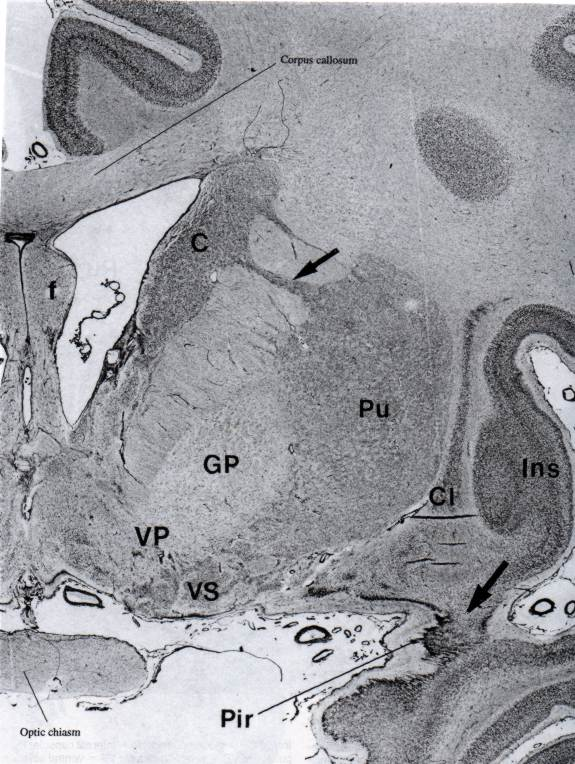 Corpus callosum
C
f
Pu
GP
Ins
Cl
VP
VS
Pir
Optic chiasm